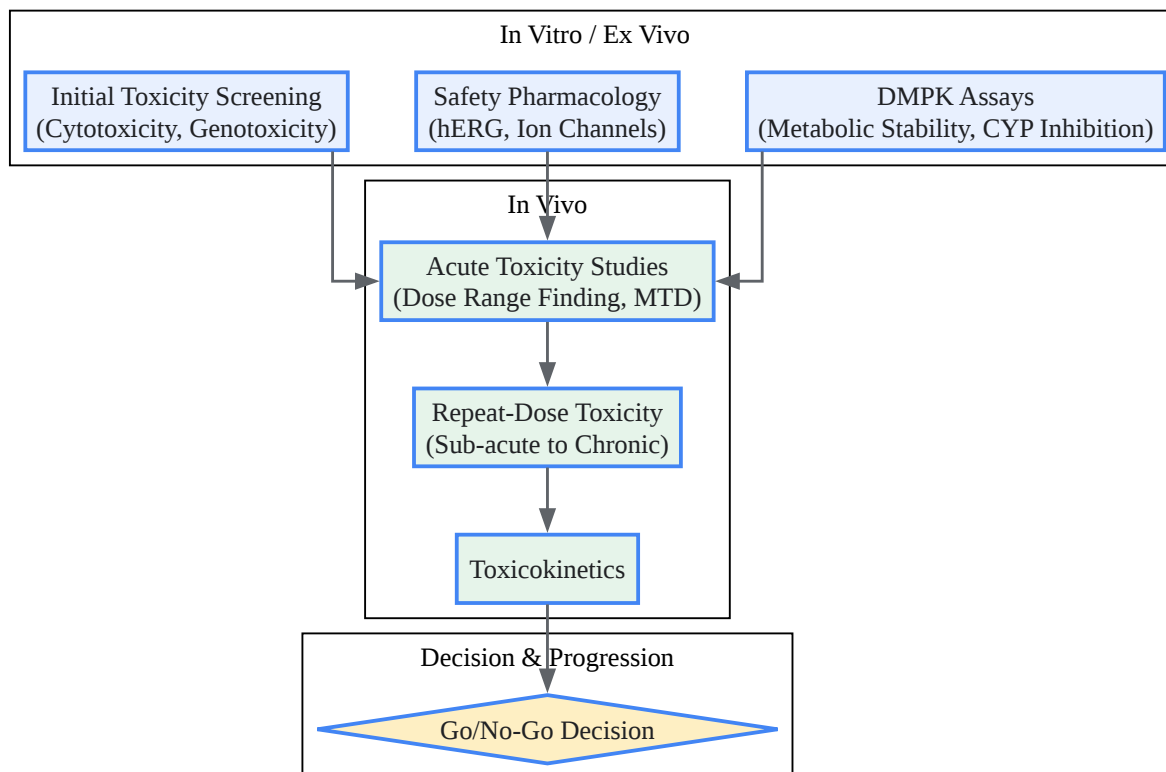 In Vitro / Ex Vivo
Initial Toxicity Screening
(Cytotoxicity, Genotoxicity)
Safety Pharmacology
(hERG, Ion Channels)
DMPK Assays
(Metabolic Stability, CYP Inhibition)
In Vivo
Acute Toxicity Studies
(Dose Range Finding, MTD)
Repeat-Dose Toxicity
(Sub-acute to Chronic)
Toxicokinetics
Decision & Progression
Go/No-Go Decision